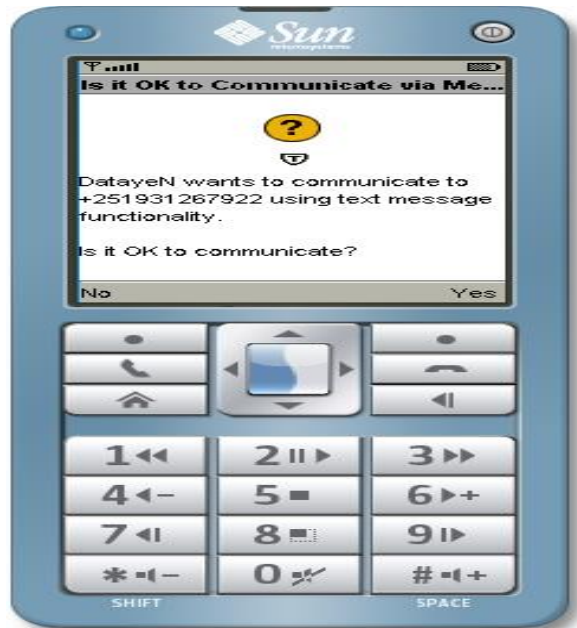 Sun
microsystems
Is it OK to Communicate via Me...
?
DatayeN wants to communicate to
+251931267922 using text message
functionality.
Is it OK to communicate?
No Yes
1 2 3
4 - 5 6 +
7 8 9
* - 0 # +
SHIFT SPACE